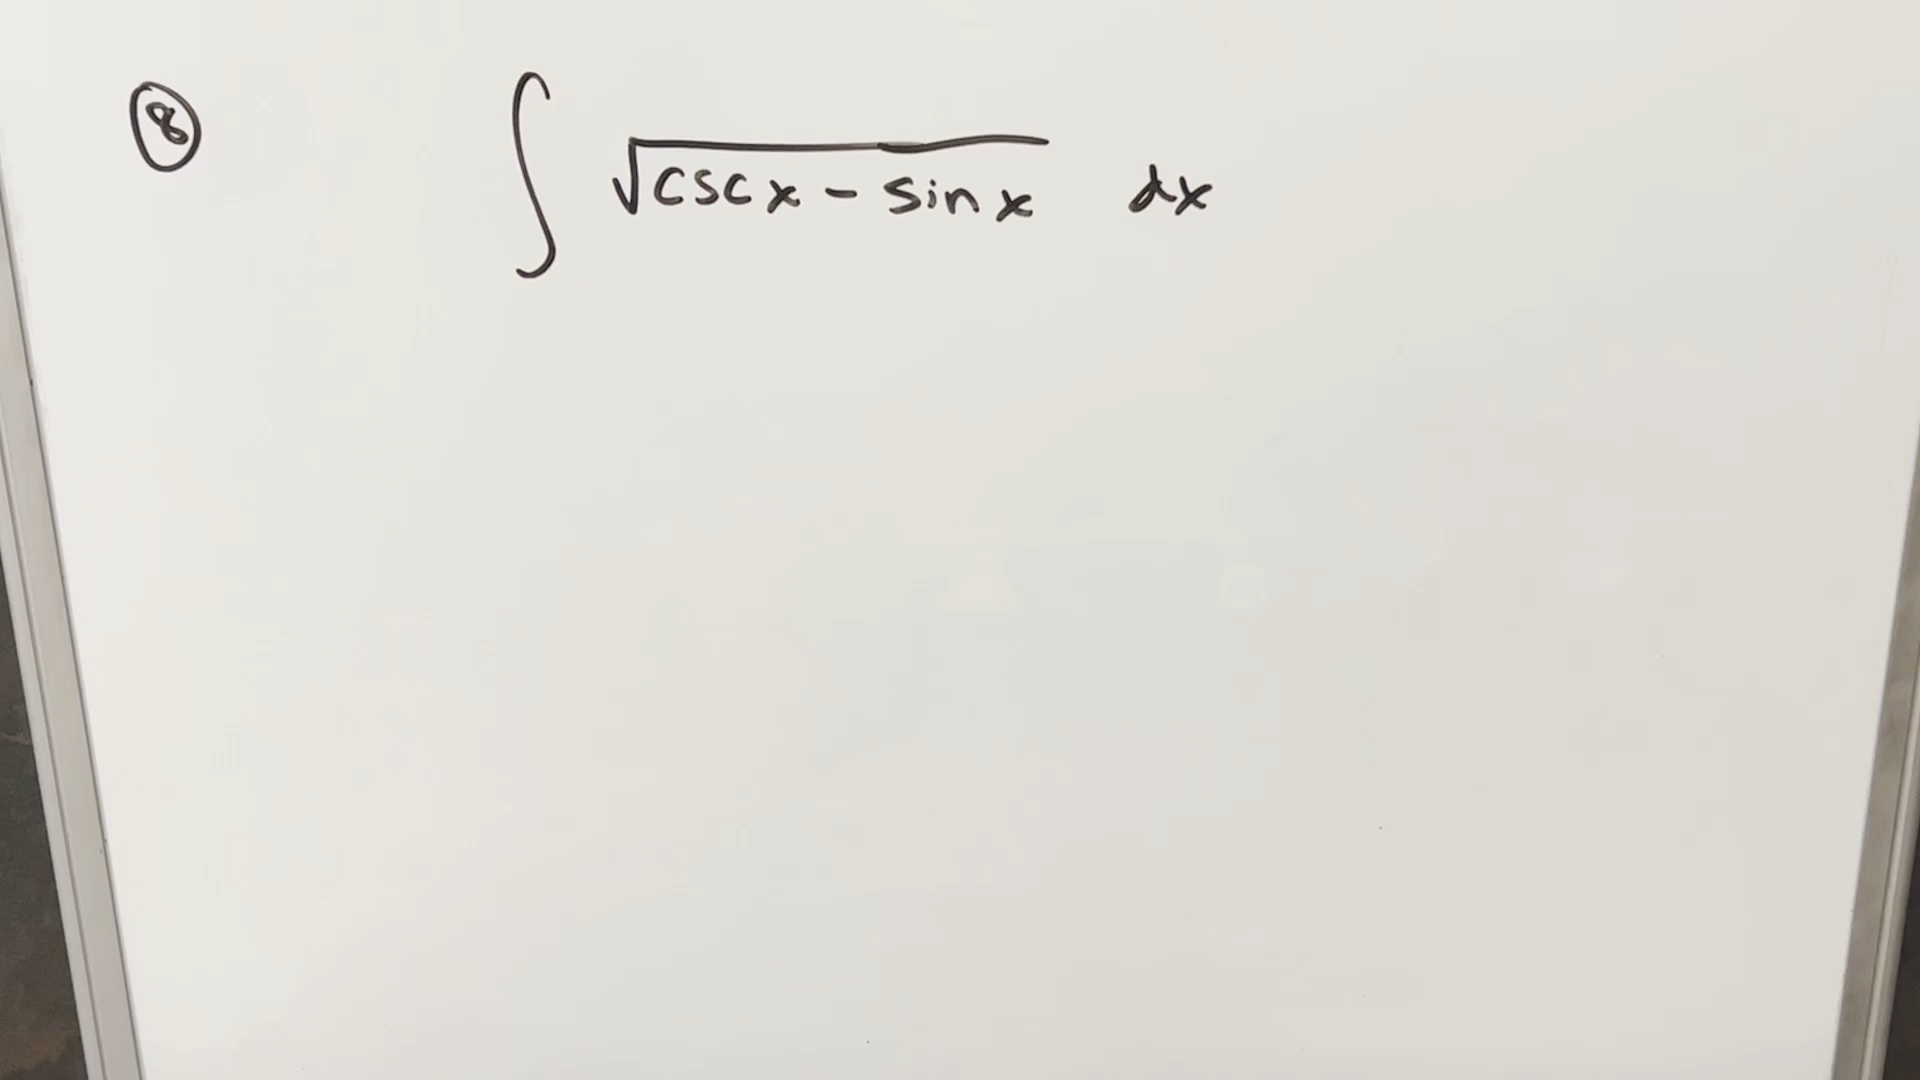 ⑧ ∫ √(csc x - sin x) dx